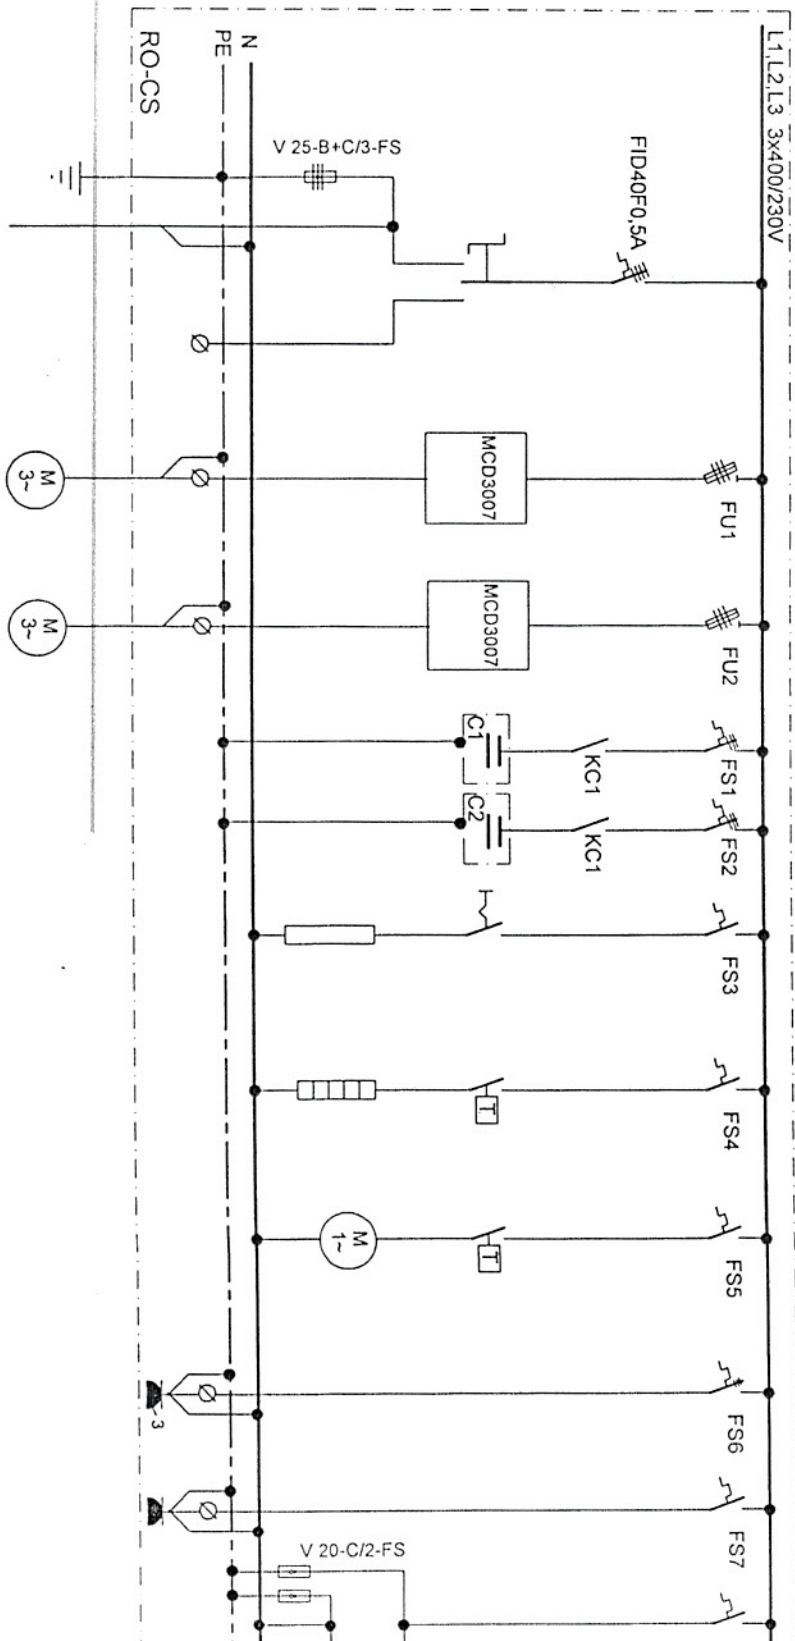 L1,L2,L3 3x400/230V
N
PE
RO-CS
V 25-B+C/3-FS
FID40F0,5A
M
3~
MCD3007
FU1
M
3~
MCD3007
FU2
C1
KC1
FS1
C2
KC1
FS2
FS3
T
FS4
M
1~
T
FS5
3
FS6
FS7
V 20-C/2-FS